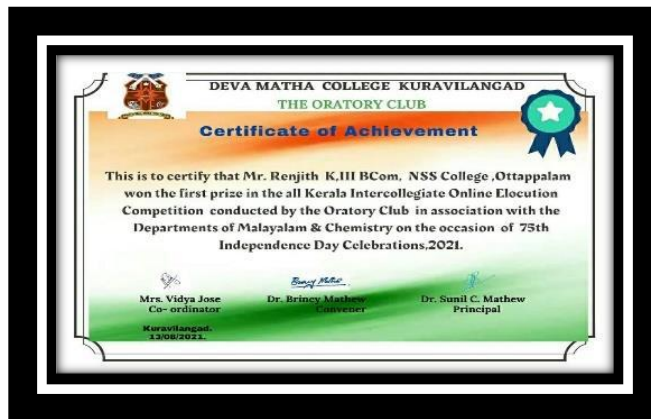 DEVA MATHA COLLEGE KURAVILANGAD
THE ORATORY CLUB
Certificate of Achievement
This is to certify that Mr. Renjith K,III BCom, NSS College ,Ottappalam
won the first prize in the all Kerala Intercollegiate Online Elocution
Competition conducted by the Oratory Club in association with the
Departments of Malayalam & Chemistry on the occasion of 75th
Independence Day Celebrations,2021.
Brincy Mathew
Mrs. Vidya Jose Dr. Brincy Mathew Dr. Sunil C. Mathew
Co- ordinator Convener Principal
Kuravilangad.
13/08/2021.